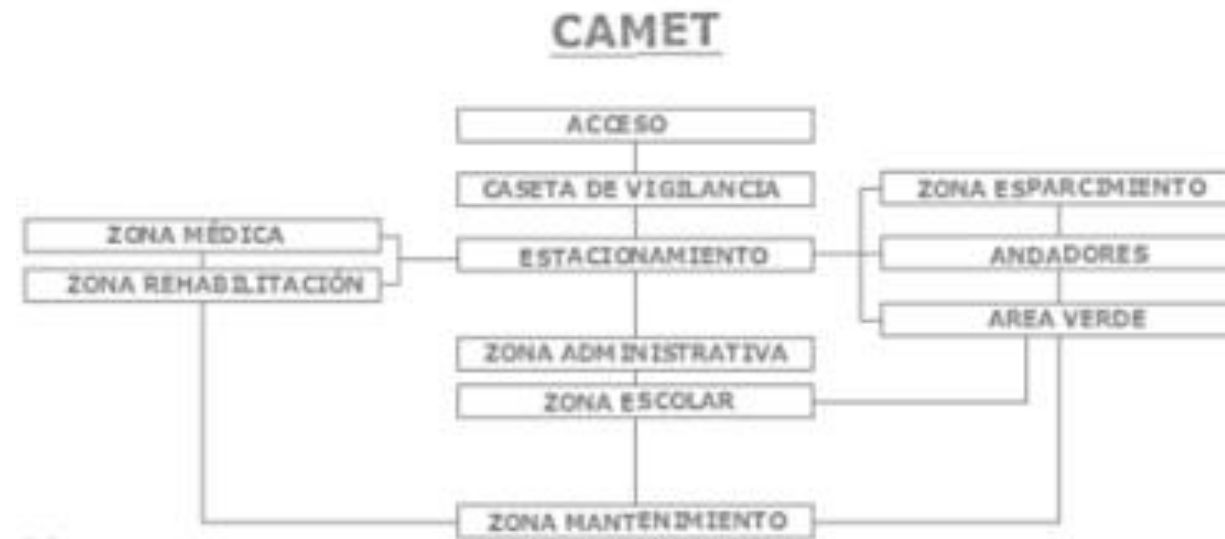 CAMET
ACCESO
CASETA DE VIGILANCIA
ZONA ESPARCIMIENTO
ZONA MÉDICA
ESTACIONAMIENTO
ANDADORES
ZONA REHABILITACIÓN
AREA VERDE
ZONA ADMINISTRATIVA
ZONA ESCOLAR
ZONA MANTENIMIENTO